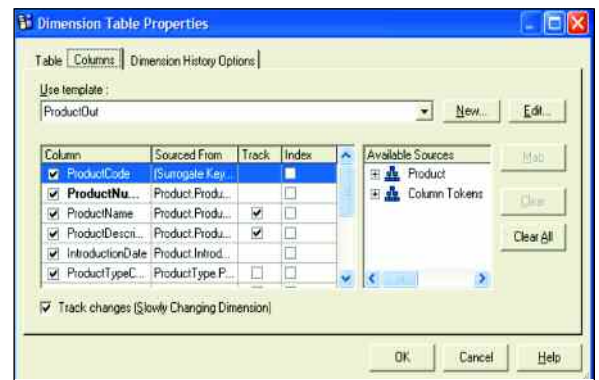 Dimension Table Properties
Table Columns Dimension History Options
Use template :
ProductOut New... Edit...
Column Sourced From Track Index
ProductCode (Surrogate Key...
ProductNu... Product.Produ...
ProductName Product.Produ...
ProductDescri... Product.Produ...
IntroductionDate Product.Introd...
ProductTypeC... ProductType.P...
Available Sources
Product
Column Tokens
Map
Clear
Clear All
Track changes (Slowly Changing Dimension)
OK Cancel Help